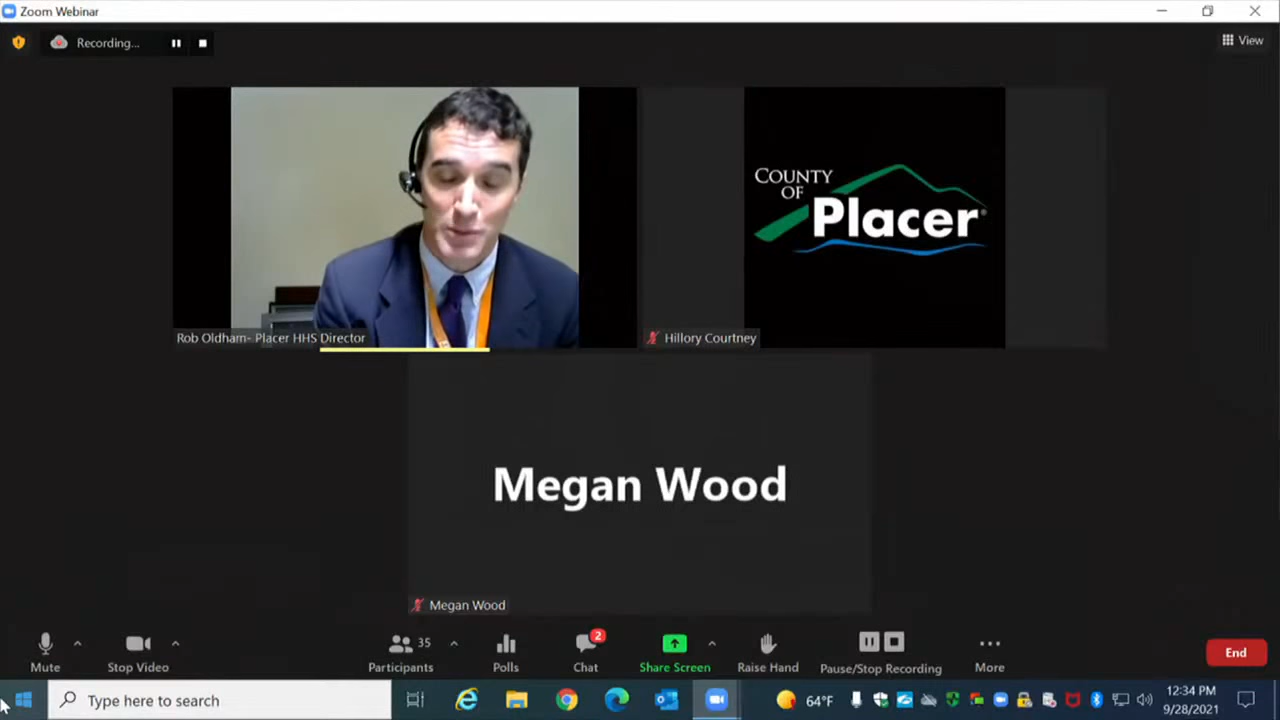 Zoom Webinar
Recording...
View
COUNTY
OF
Placer
Rob Oldham- Placer HHS Director
Hillory Courtney
Megan Wood
Megan Wood
35
2
Mute
Stop Video
Participants
Polls
Chat
Share Screen
Raise Hand
Pause/Stop Recording
More
End
Type here to search
64°F
12:34 PM
9/28/2021